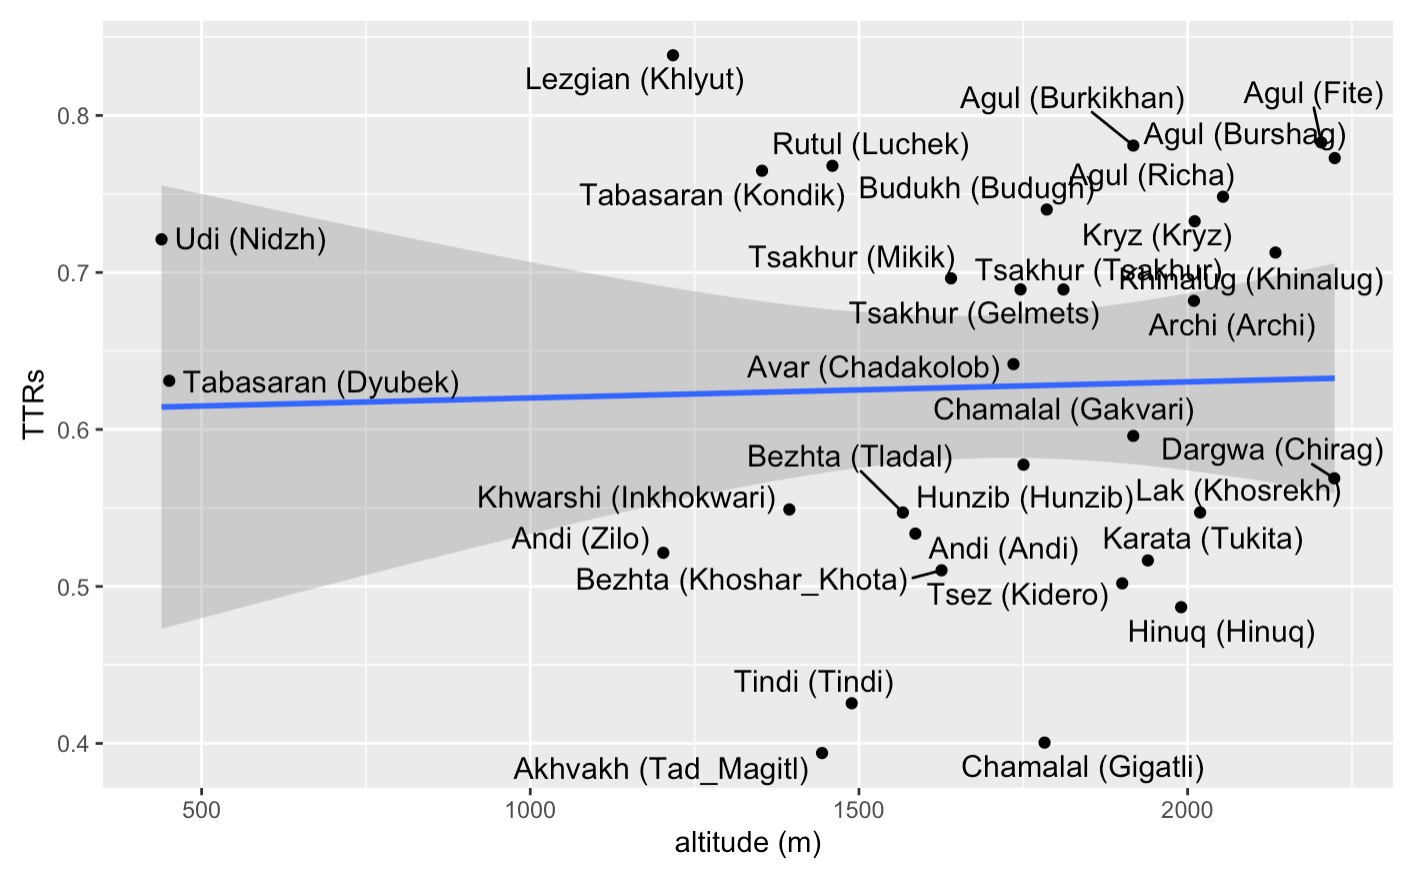 Lezgian (Khlyut)
Agul (Burkikhan)
Agul (Fite)
Rutul (Luchek)
Agul (Burshag)
Tabasaran (Kondik)
Budukh (Budugh)
Agul (Richa)
Udi (Nidzh)
Kryz (Kryz)
Tsakhur (Mikik)
Tsakhur (Tsakhur)
Khinalug (Khinalug)
Tsakhur (Gelmets)
Archi (Archi)
Tabasaran (Dyubek)
Avar (Chadakolob)
Chamalal (Gakvari)
Bezhta (Tladal)
Dargwa (Chirag)
Khwarshi (Inkhokwari)
Hunzib (Hunzib)
Lak (Khosrekh)
Andi (Zilo)
Andi (Andi)
Karata (Tukita)
Bezhta (Khoshar_Khota)
Tsez (Kidero)
Hinuq (Hinuq)
Tindi (Tindi)
Akhvakh (Tad_Magitl)
Chamalal (Gigatli)
0.8
0.7
0.6
0.5
0.4
TTRs
500
1000
1500
2000
altitude (m)